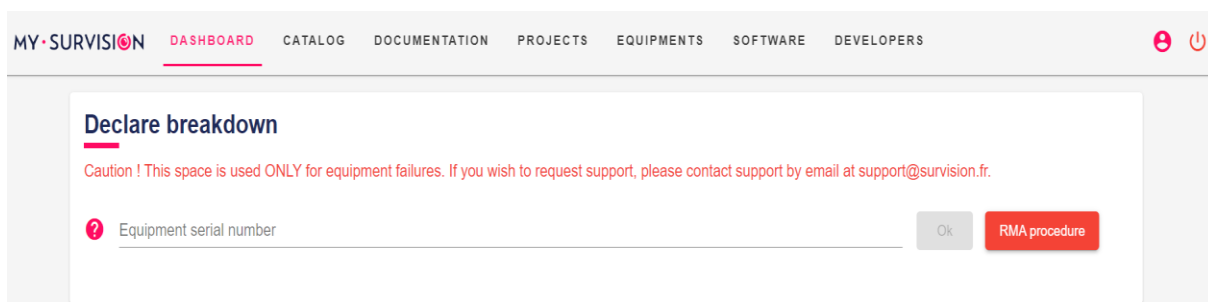 MY·SURVISION DASHBOARD CATALOG DOCUMENTATION PROJECTS EQUIPMENTS SOFTWARE DEVELOPERS
Declare breakdown
Caution ! This space is used ONLY for equipment failures. If you wish to request support, please contact support by email at support@survision.fr.
? Equipment serial number Ok RMA procedure